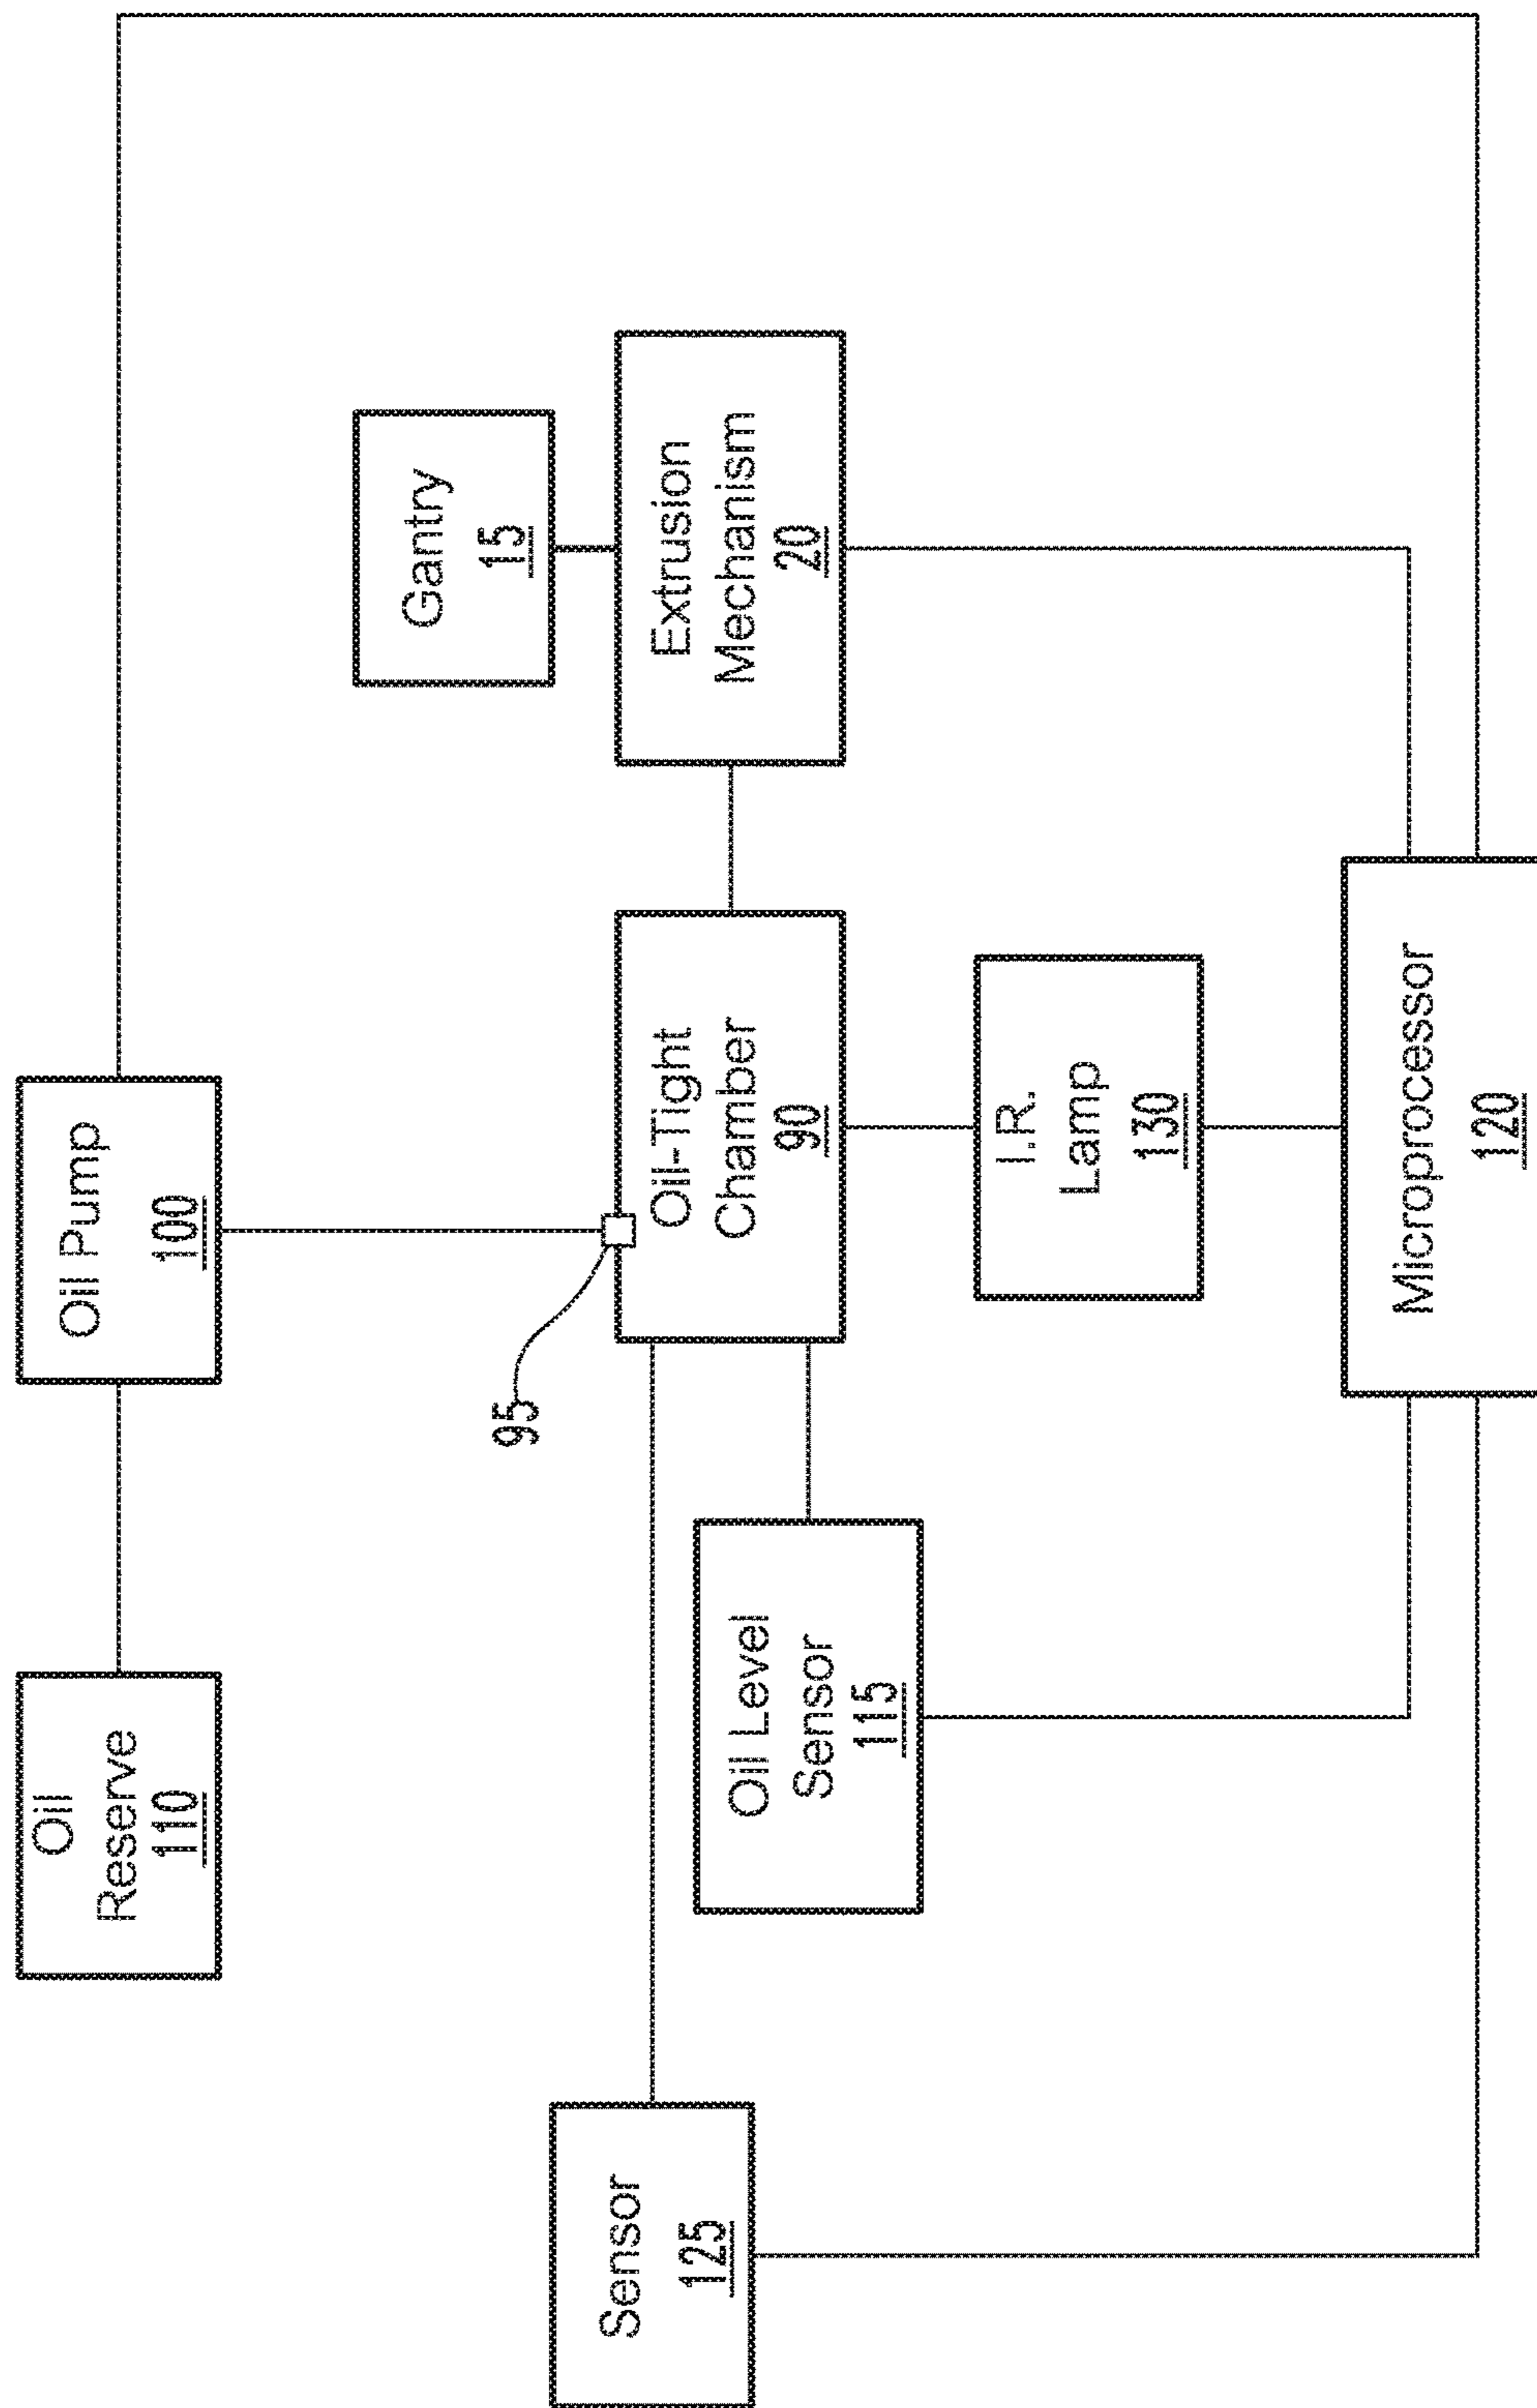 Oil
Reserve
110
Oil Pump
100
95
Gantry
15
Sensor
125
Oil Level
Sensor
115
Oil-Tight
Chamber
90
Extrusion
Mechanism
20
I.R.
Lamp
130
Microprocessor
120